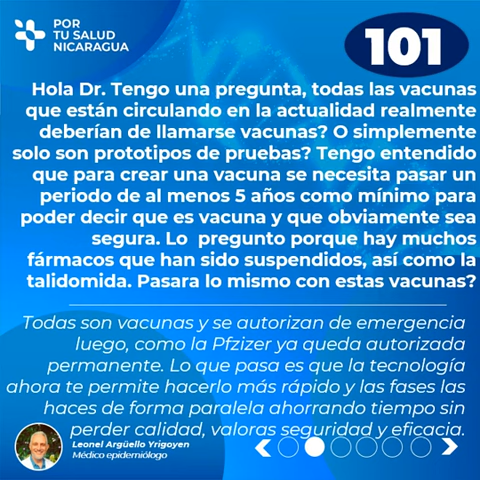 POR
TU SALUD
NICARAGUA
101
Hola Dr. Tengo una pregunta, todas las vacunas
que están circulando en la actualidad realmente
deberían de llamarse vacunas? O simplemente
solo son prototipos de pruebas? Tengo entendido
que para crear una vacuna se necesita pasar un
periodo de al menos 5 años como mínimo para
poder decir que es vacuna y que obviamente sea
segura. Lo pregunto porque hay muchos
fármacos que han sido suspendidos, así como la
talidomida. Pasara lo mismo con estas vacunas?
Todas son vacunas y se autorizan de emergencia
luego, como la Pfzizer ya queda autorizada
permanente. Lo que pasa es que la tecnología
ahora te permite hacerlo más rápido y las fases las
haces de forma paralela ahorrando tiempo sin
perder calidad, valoras seguridad y eficacia.
Leonel Argüello Yrigoyen
Médico epidemiólogo